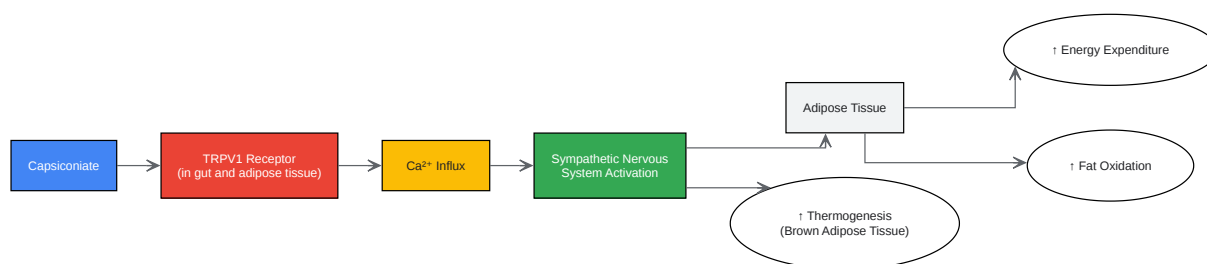 Capsiconiate
TRPV1 Receptor
(in gut and adipose tissue)
Ca²⁺ Influx
Sympathetic Nervous
System Activation
Adipose Tissue
↑ Thermogenesis
(Brown Adipose Tissue)
↑ Energy Expenditure
↑ Fat Oxidation